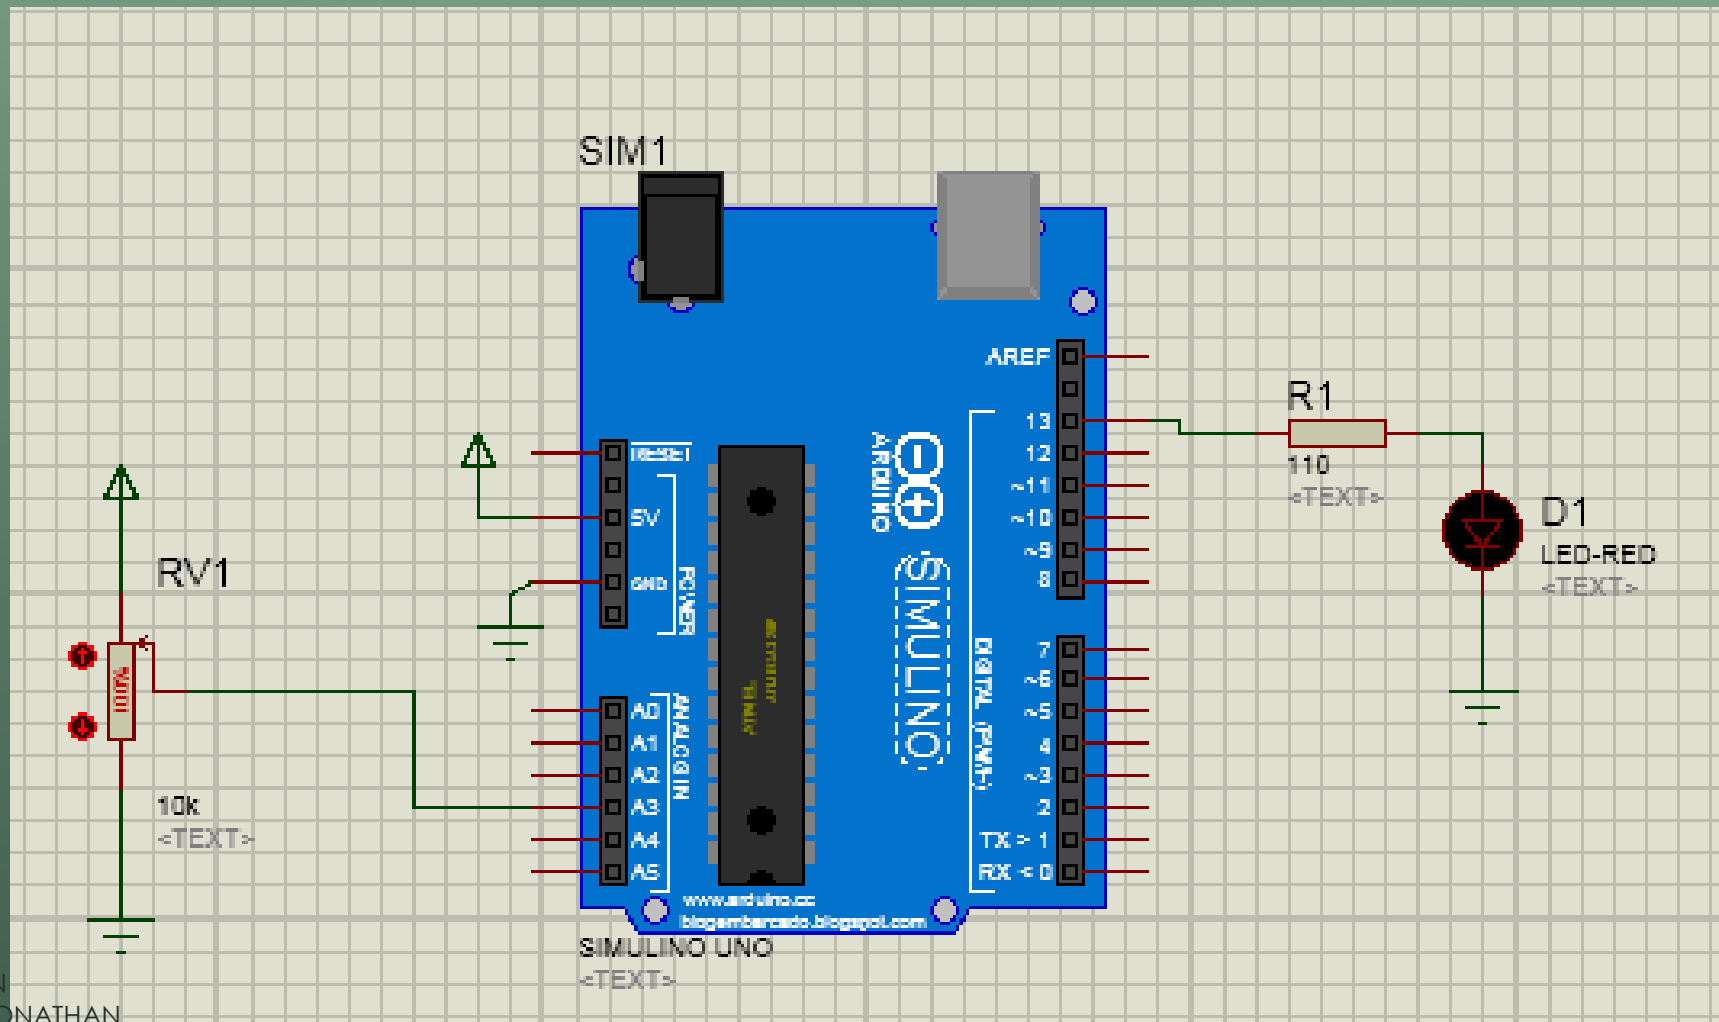 SIM1
AREF
R1
13
RESET
12
110
<TEXT>
~11
D1
5V
~10
LED-RED
~9
<TEXT>
RV1
GND
8
POWER
ARDUINO
SIMULINO
DIGITAL (PWM~)
ANALOG IN
7
~6
A0
~5
A1
4
A2
~3
10k
A3
2
<TEXT>
A4
TX > 1
A5
RX < 0
www.arduino.cc
blogembarcado.blogspot.com
SIMULINO UNO
<TEXT>
ONATHAN